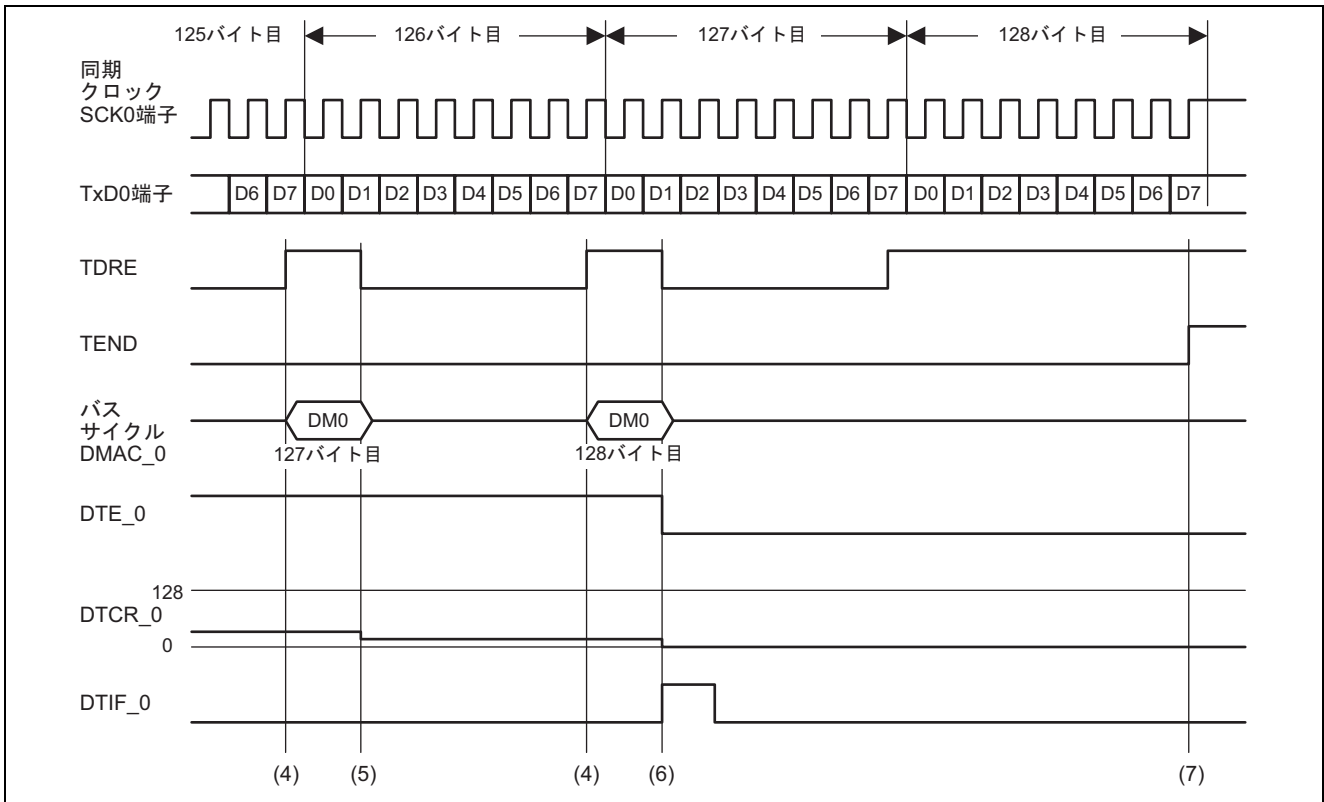 125バイト目 126バイト目 127バイト目 128バイト目
同期
クロック
SCK0端子
TxD0端子 D6 D7 D0 D1 D2 D3 D4 D5 D6 D7 D0 D1 D2 D3 D4 D5 D6 D7 D0 D1 D2 D3 D4 D5 D6 D7
TDRE
TEND
バス
サイクル
DMAC_0
DM0 DM0
127バイト目 128バイト目
DTE_0
128
DTCR_0
0
DTIF_0
(4) (5) (4) (6) (7)